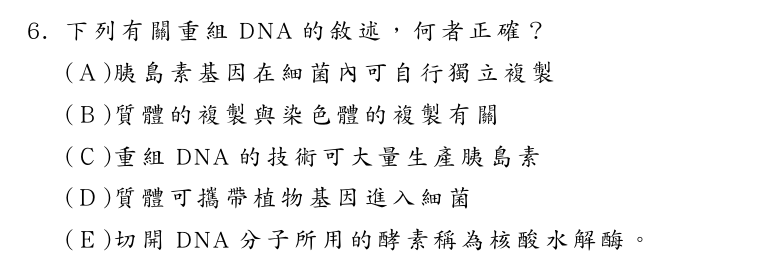 6. 下列有關重組 DNA 的敘述，何者正確？
(A)胰島素基因在細菌內可自行獨立複製
(B)質體的複製與染色體的複製有關
(C)重組 DNA 的技術可大量生產胰島素
(D)質體可攜帶植物基因進入細菌
(E)切開 DNA 分子所用的酵素稱為核酸水解酶。